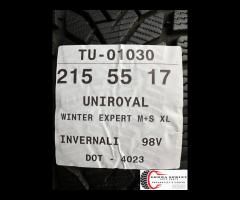 TU-01030
215 55 17
UNIROYAL
WINTER EXPERT M+S XL
INVERNALI 98V
DOT - 4023